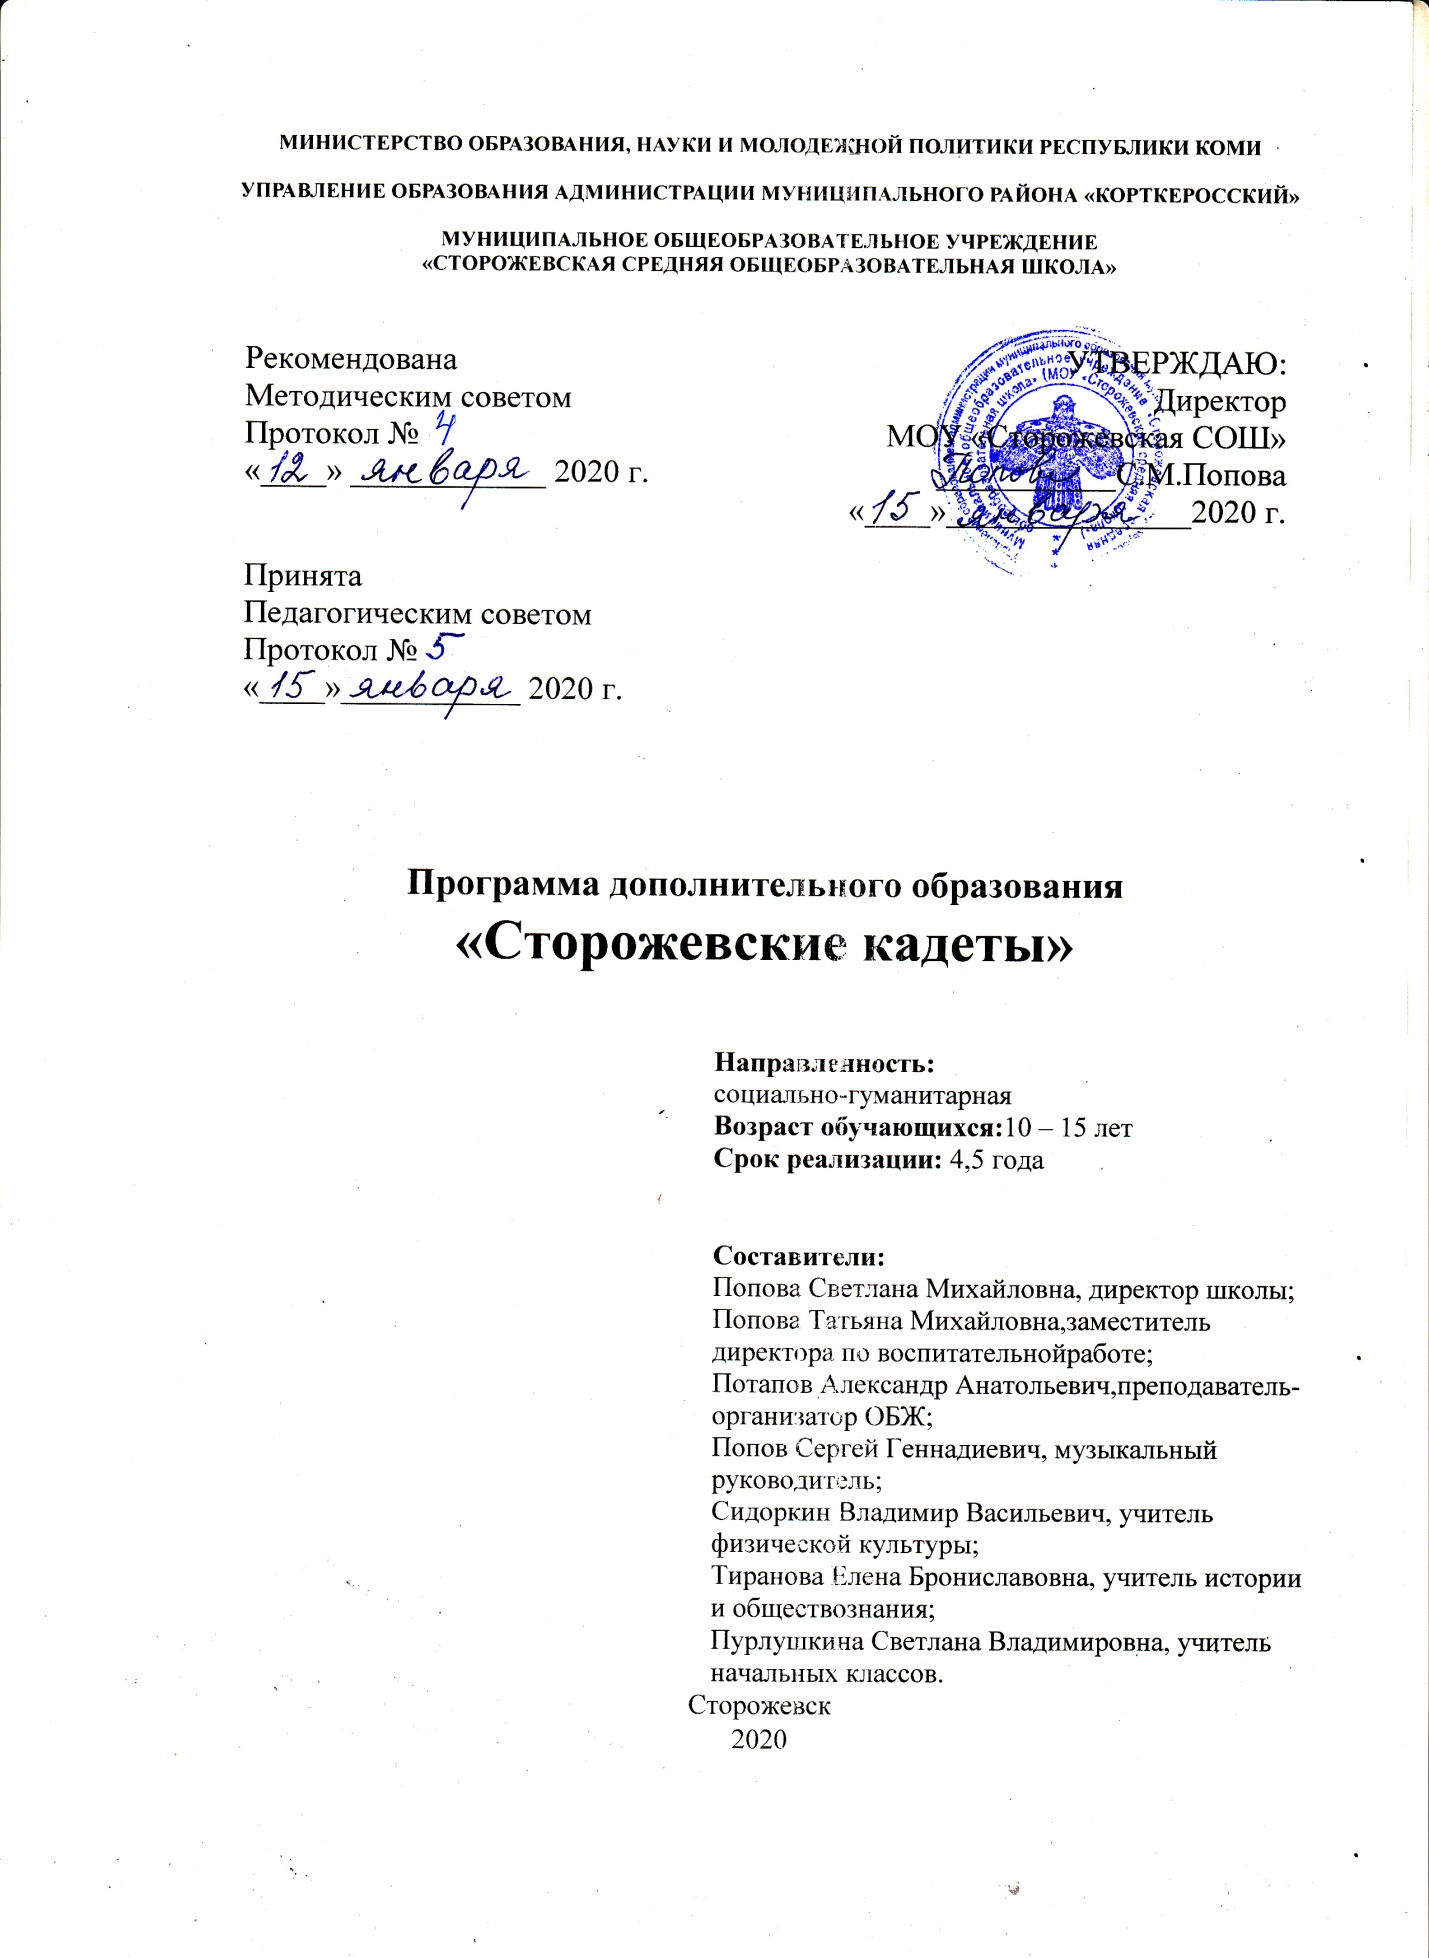 МИНИСТЕРСТВО ОБРАЗОВАНИЯ, НАУКИ И МОЛОДЕЖНОЙ ПОЛИТИКИ РЕСПУБЛИКИ КОМИ
УПРАВЛЕНИЕ ОБРАЗОВАНИЯ АДМИНИСТРАЦИИ МУНИЦИПАЛЬНОГО РАЙОНА «КОРТКЕРОССКИЙ»
МУНИЦИПАЛЬНОЕ ОБЩЕОБРАЗОВАТЕЛЬНОЕ УЧРЕЖДЕНИЕ
«СТОРОЖЕВСКАЯ СРЕДНЯЯ ОБЩЕОБРАЗОВАТЕЛЬНАЯ ШКОЛА»
Рекомендована
Методическим советом
Протокол № 4
«12» января 2020 г.
УТВЕРЖДАЮ:
Директор
МОУ «Сторожевская СОШ»
Попова С.М.Попова
«15» января 2020 г.
Принята
Педагогическим советом
Протокол № 5
«15» января 2020 г.
Программа дополнительного образования
«Сторожевские кадеты»
Направленность:
социально-гуманитарная
Возраст обучающихся:10 – 15 лет
Срок реализации: 4,5 года
Составители:
Попова Светлана Михайловна, директор школы;
Попова Татьяна Михайловна,заместитель
директора по воспитательнойработе;
Потапов Александр Анатольевич,преподаватель-
организатор ОБЖ;
Попов Сергей Геннадиевич, музыкальный
руководитель;
Сидоркин Владимир Васильевич, учитель
физической культуры;
Тиранова Елена Брониславовна, учитель истории
и обществознания;
Пурлушкина Светлана Владимировна, учитель
начальных классов.
Сторожевск
2020